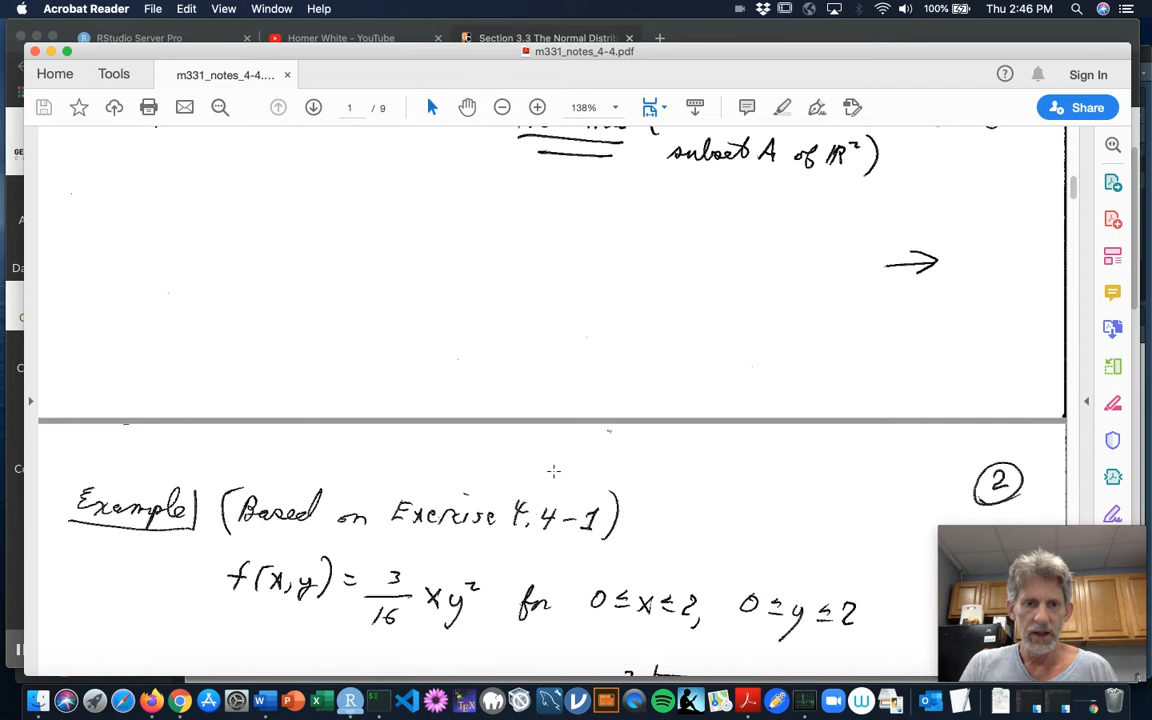 Acrobat Reader File Edit View Window Help 100% Thu 2:46 PM
RStudio Server Pro × Homer White - YouTube × Section 3.3 The Normal Distrib ×
m331_notes_4-4.pdf
Home Tools m331_notes_4-4.... × Sign In
1 / 9 138% Share
subset A of ℝ²)
→
2
Example (Based on Exercise 4.4-1)
f(x,y) = 3/16 xy² for 0≤x≤2, 0≤y≤2